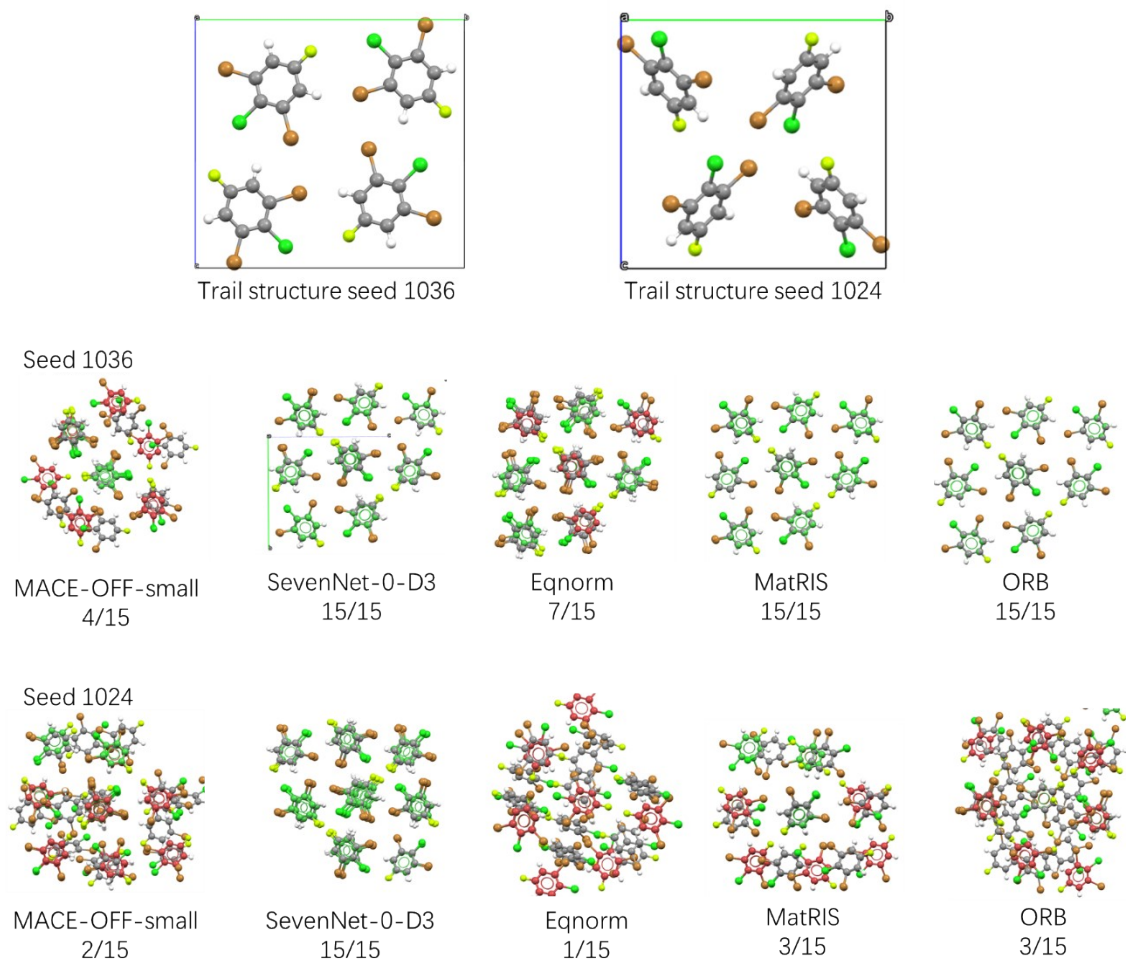 a b
a b
c
c
Trail structure seed 1036
Trail structure seed 1024
Seed 1036
MACE-OFF-small
4/15
SevenNet-0-D3
15/15
Eqnorm
7/15
MatRIS
15/15
ORB
15/15
Seed 1024
MACE-OFF-small
2/15
SevenNet-0-D3
15/15
Eqnorm
1/15
MatRIS
3/15
ORB
3/15